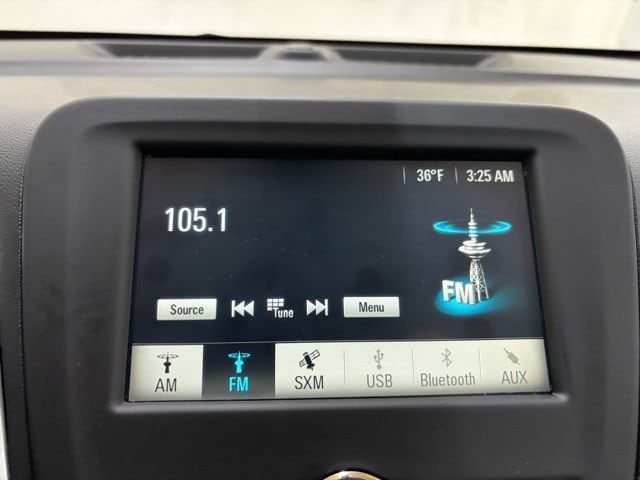 36°F 3:25 AM
105.1
FM
Source Tune Menu
AM FM SXM USB Bluetooth AUX